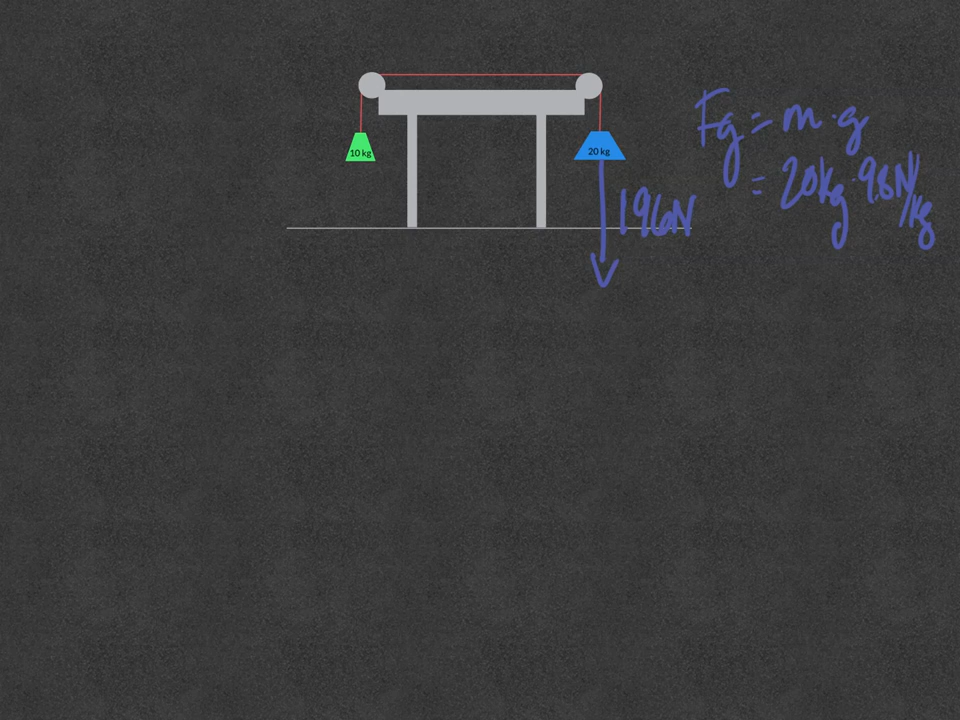 10 kg
20 kg
Fg = m · g
= 20kg · 9.8N/kg
196N